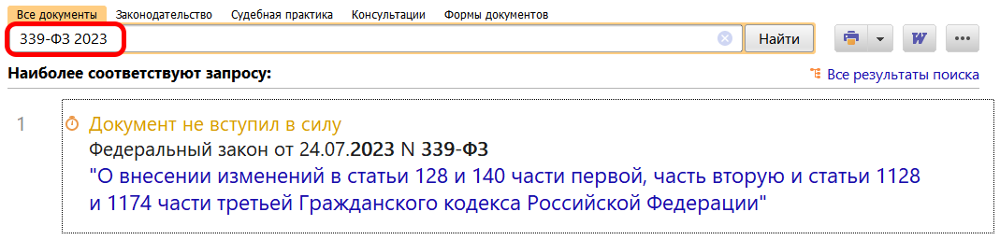 Все документы Законодательство Судебная практика Консультации Формы документов
339-ФЗ 2023 Найти W
Наиболее соответствуют запросу: Все результаты поиска
1 Документ не вступил в силу
Федеральный закон от 24.07.2023 N 339-ФЗ
"О внесении изменений в статьи 128 и 140 части первой, часть вторую и статьи 1128
и 1174 части третьей Гражданского кодекса Российской Федерации"